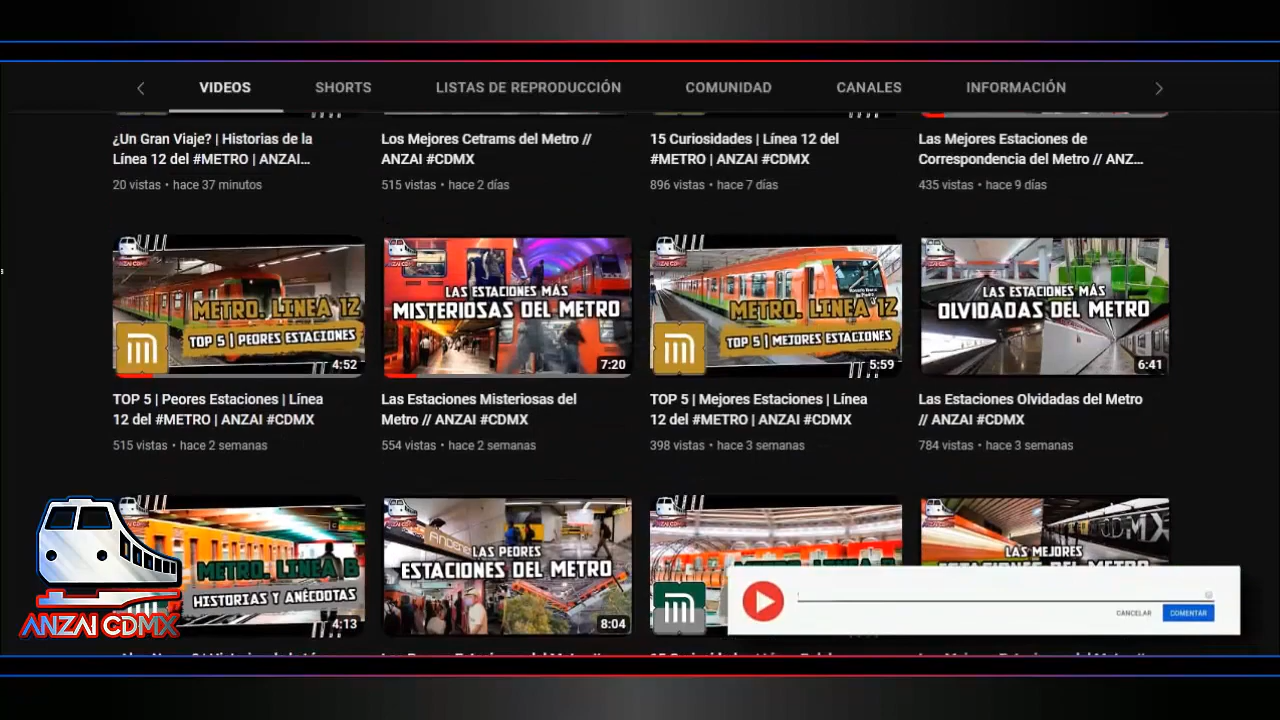 VIDEOS SHORTS LISTAS DE REPRODUCCIÓN COMUNIDAD CANALES INFORMACIÓN
¿Un Gran Viaje? | Historias de la
Línea 12 del #METRO | ANZAI...
20 vistas • hace 37 minutos
Los Mejores Cetrams del Metro //
ANZAI #CDMX
515 vistas • hace 2 días
15 Curiosidades | Línea 12 del
#METRO | ANZAI #CDMX
896 vistas • hace 7 días
Las Mejores Estaciones de
Correspondencia del Metro // ANZ...
435 vistas • hace 9 días
METRO. LINEA 12
TOP 5 | PEORES ESTACIONES
4:52
TOP 5 | Peores Estaciones | Línea
12 del #METRO | ANZAI #CDMX
515 vistas • hace 2 semanas
LAS ESTACIONES MÁS
MISTERIOSAS DEL METRO
7:20
Las Estaciones Misteriosas del
Metro // ANZAI #CDMX
554 vistas • hace 2 semanas
METRO. LINEA 12
TOP 5 | MEJORES ESTACIONES
5:59
TOP 5 | Mejores Estaciones | Línea
12 del #METRO | ANZAI #CDMX
398 vistas • hace 3 semanas
LAS ESTACIONES MÁS
OLVIDADAS DEL METRO
6:41
Las Estaciones Olvidadas del Metro
// ANZAI #CDMX
784 vistas • hace 3 semanas
METRO. LINEA B
HISTORIAS Y ANÉCDOTAS
4:13
LAS PEORES
ESTACIONES DEL METRO
8:04
LAS MEJORES
CDMX
CANCELAR COMENTAR
ANZAI CDMX